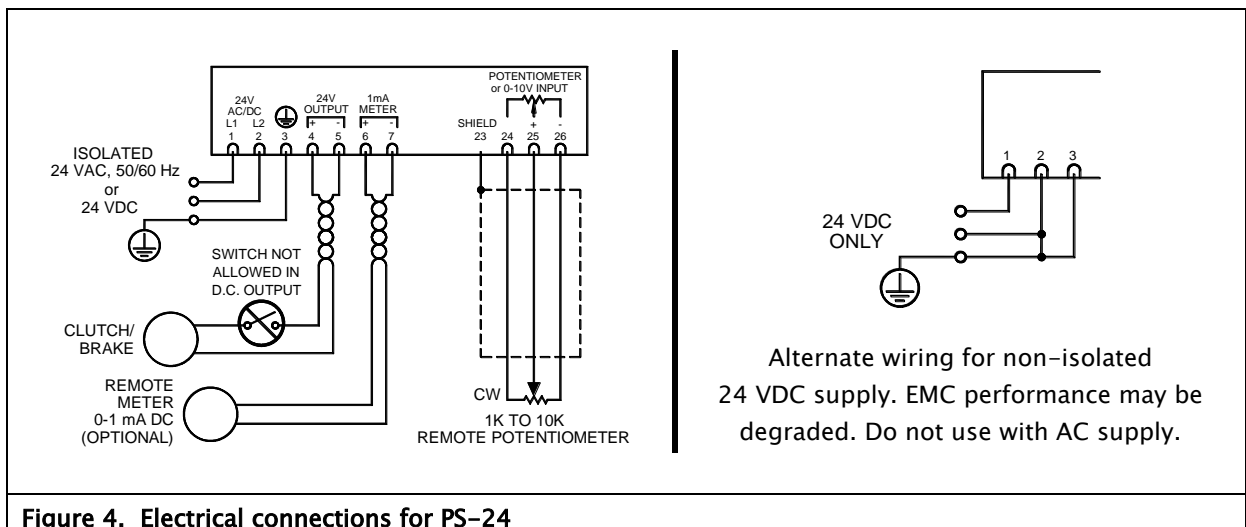 POTENTIOMETER
or 0-10V INPUT
24V
AC/DC
L1 L2
24V
OUTPUT
+ -
1mA
METER
+ -
SHIELD
+ -
1 2 3 4 5 6 7 23 24 25 26
ISOLATED
24 VAC, 50/60 Hz
or
24 VDC
SWITCH NOT
ALLOWED IN
D.C. OUTPUT
CLUTCH/
BRAKE
REMOTE
METER
0-1 mA DC
(OPTIONAL)
CW
1K TO 10K
REMOTE POTENTIOMETER
1 2 3
24 VDC
ONLY
Alternate wiring for non-isolated
24 VDC supply. EMC performance may be
degraded. Do not use with AC supply.
Figure 4. Electrical connections for PS-24